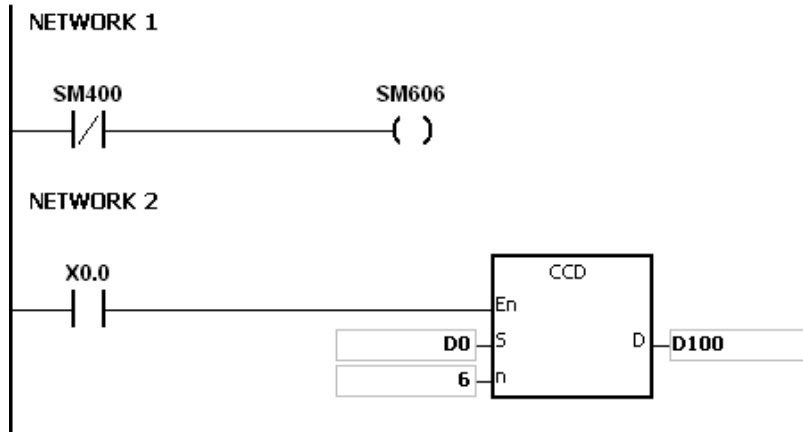 NETWORK 1
SM400 SM606
NETWORK 2
X0.0
CCD
En
D0 S D D100
6 n